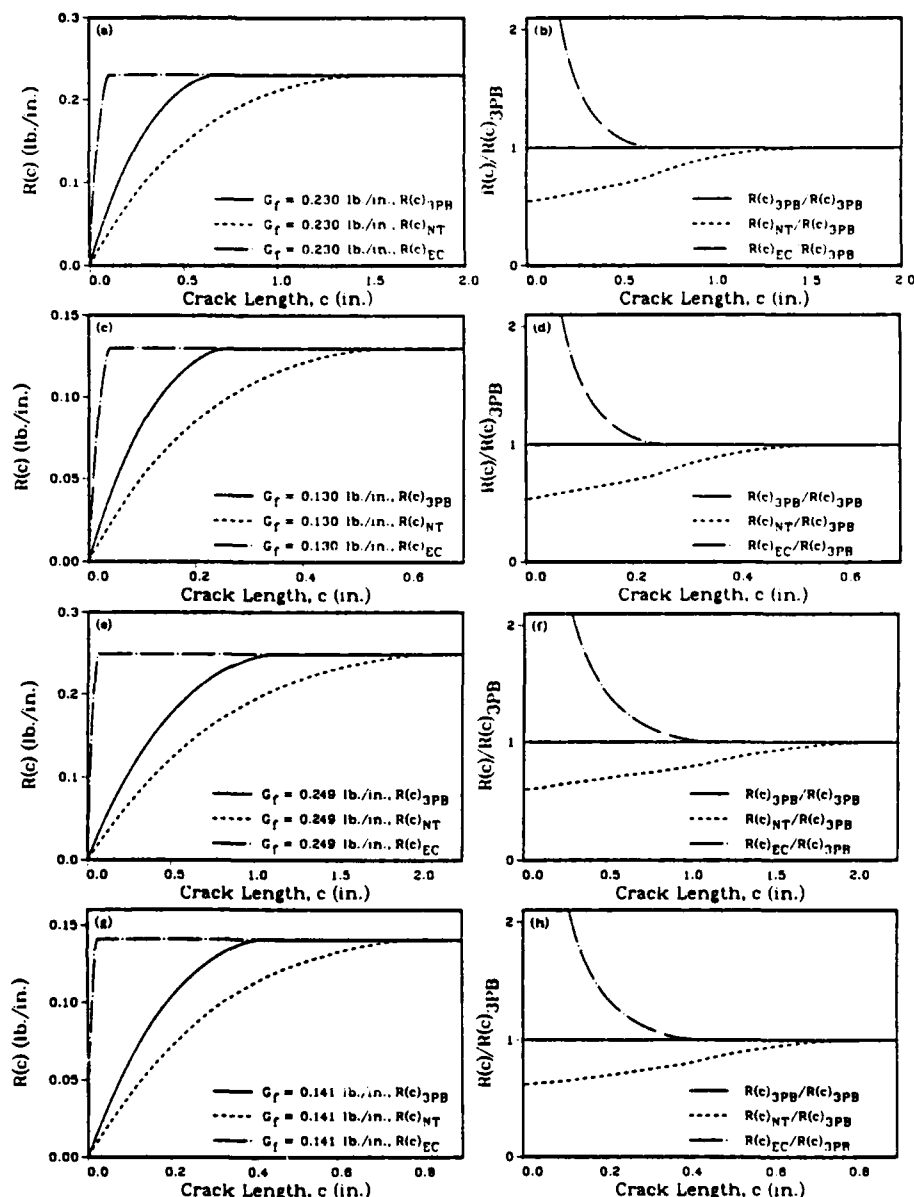 (a)
0.3
0.2
0.1
0.0
R(c) (lb./in.)
G_f = 0.230 lb./in., R(c)_3PB
G_f = 0.230 lb./in., R(c)_NT
G_f = 0.230 lb./in., R(c)_EC
0.0 0.5 1.0 1.5 2.0
Crack Length, c (in.)
(b)
2
1
0
R(c)/R(c)_3PB
R(c)_3PB/R(c)_3PB
R(c)_NT/R(c)_3PB
R(c)_EC R(c)_3PB
0.0 0.5 1.0 1.5 2.0
Crack Length, c (in.)
(c)
0.15
0.10
0.05
0.00
R(c) (lb./in.)
G_f = 0.130 lb./in., R(c)_3PB
G_f = 0.130 lb./in., R(c)_NT
G_f = 0.130 lb./in., R(c)_EC
0.0 0.2 0.4 0.6
Crack Length, c (in.)
(d)
2
1
0
R(c)/R(c)_3PB
R(c)_3PB/R(c)_3PB
R(c)_NT/R(c)_3PB
R(c)_EC/R(c)_3PB
0.0 0.2 0.4 0.6
Crack Length, c (in.)
(e)
0.3
0.2
0.1
0.0
R(c) (lb./in.)
G_f = 0.249 lb./in., R(c)_3PB
G_f = 0.249 lb./in., R(c)_NT
G_f = 0.249 lb./in., R(c)_EC
0.0 0.5 1.0 1.5 2.0
Crack Length, c (in.)
(f)
2
1
0
R(c)/R(c)_3PB
R(c)_3PB/R(c)_3PB
R(c)_NT/R(c)_3PB
R(c)_EC/R(c)_3PB
0.0 0.5 1.0 1.5 2.0
Crack Length, c (in.)
(g)
0.15
0.10
0.05
0.00
R(c) (lb./in.)
G_f = 0.141 lb./in., R(c)_3PB
G_f = 0.141 lb./in., R(c)_NT
G_f = 0.141 lb./in., R(c)_EC
0.0 0.2 0.4 0.6 0.8
Crack Length, c (in.)
(h)
2
1
0
R(c)/R(c)_3PB
R(c)_3PB/R(c)_3PB
R(c)_NT/R(c)_3PB
R(c)_EC/R(c)_3PB
0.0 0.2 0.4 0.6 0.8
Crack Length, c (in.)